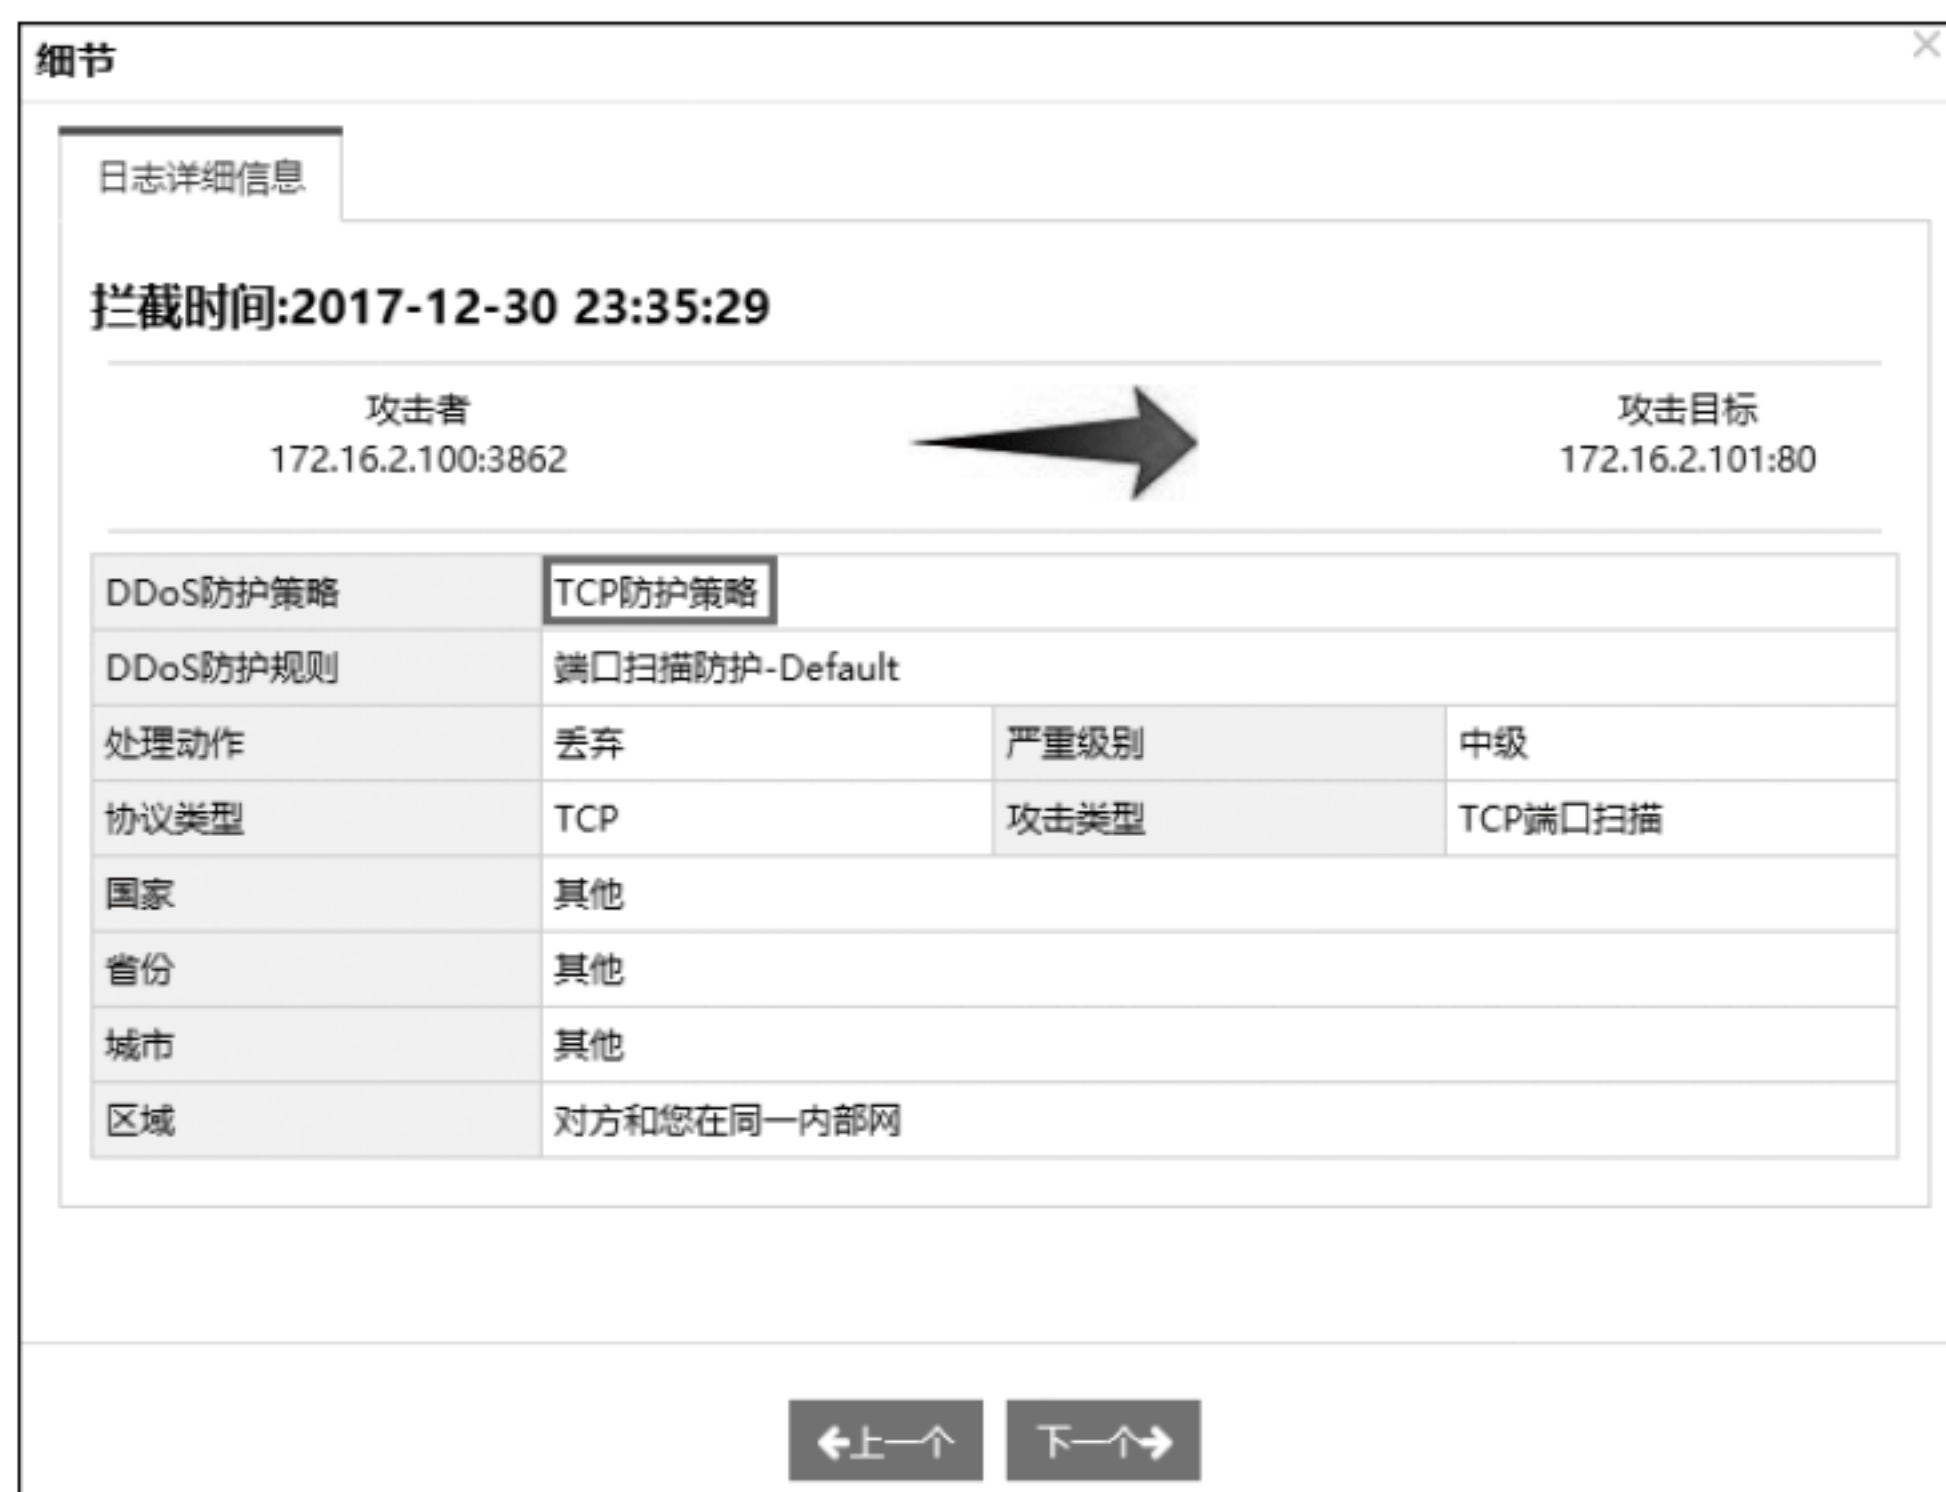 细节
×
日志详细信息
拦截时间:2017-12-30 23:35:29
攻击者
172.16.2.100:3862
攻击目标
172.16.2.101:80
DDoS防护策略 TCP防护策略
DDoS防护规则 端口扫描防护-Default
处理动作 丢弃 严重级别 中级
协议类型 TCP 攻击类型 TCP端口扫描
国家 其他
省份 其他
城市 其他
区域 对方和您在同一内部网
←上一个 下一个→